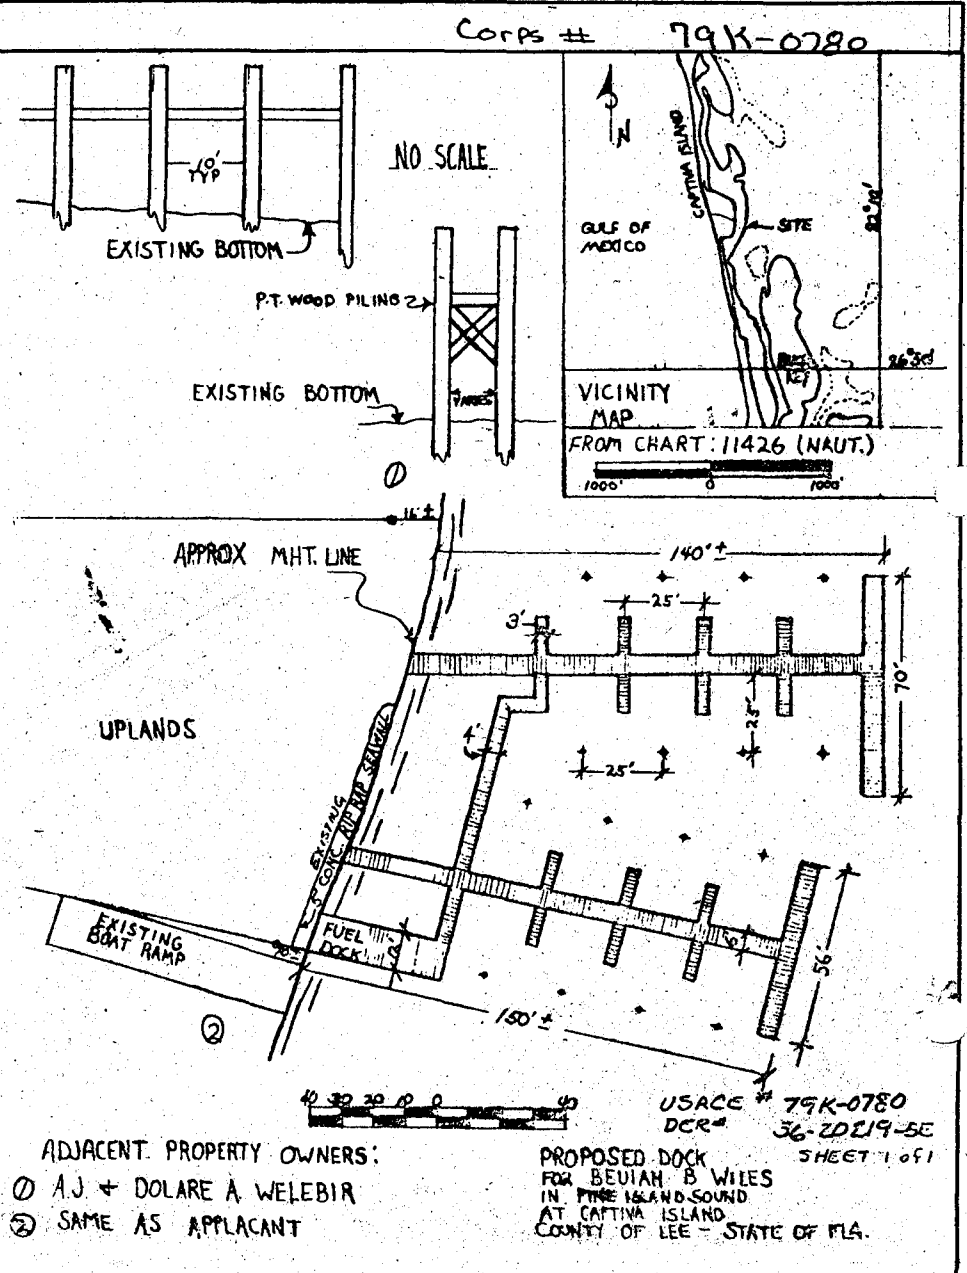 Corps # 79K-0780
10'
TYP
NO SCALE
EXISTING BOTTOM
P.T. WOOD PILING
EXISTING BOTTOM
VARIES
N
CAPTIVA ISLAND
GULF OF
MEXICO
SITE
VICINITY
MAP
FROM CHART: 11426 (NAUT.)
1000' 0 1000'
1
16'±
APPROX M.H.T. LINE
140'±
25'
3'
70'
25'
UPLANDS
4'
25'
EXISTING
CONC. RIP RAP SEAWALL
FUEL
DOCK
EXISTING
BOAT RAMP
6'
56'
150'±
2
40 30 20 10 0 40
USACE # 79K-0780
DER# 36-20219-5E
SHEET 1 of 1
ADJACENT PROPERTY OWNERS:
1 A.J. + DOLARE A. WELEBIR
2 SAME AS APPLACANT
PROPOSED DOCK
FOR BEULAH B WILES
IN PINE ISLAND SOUND
AT CAPTIVA ISLAND
COUNTY OF LEE - STATE OF FLA.